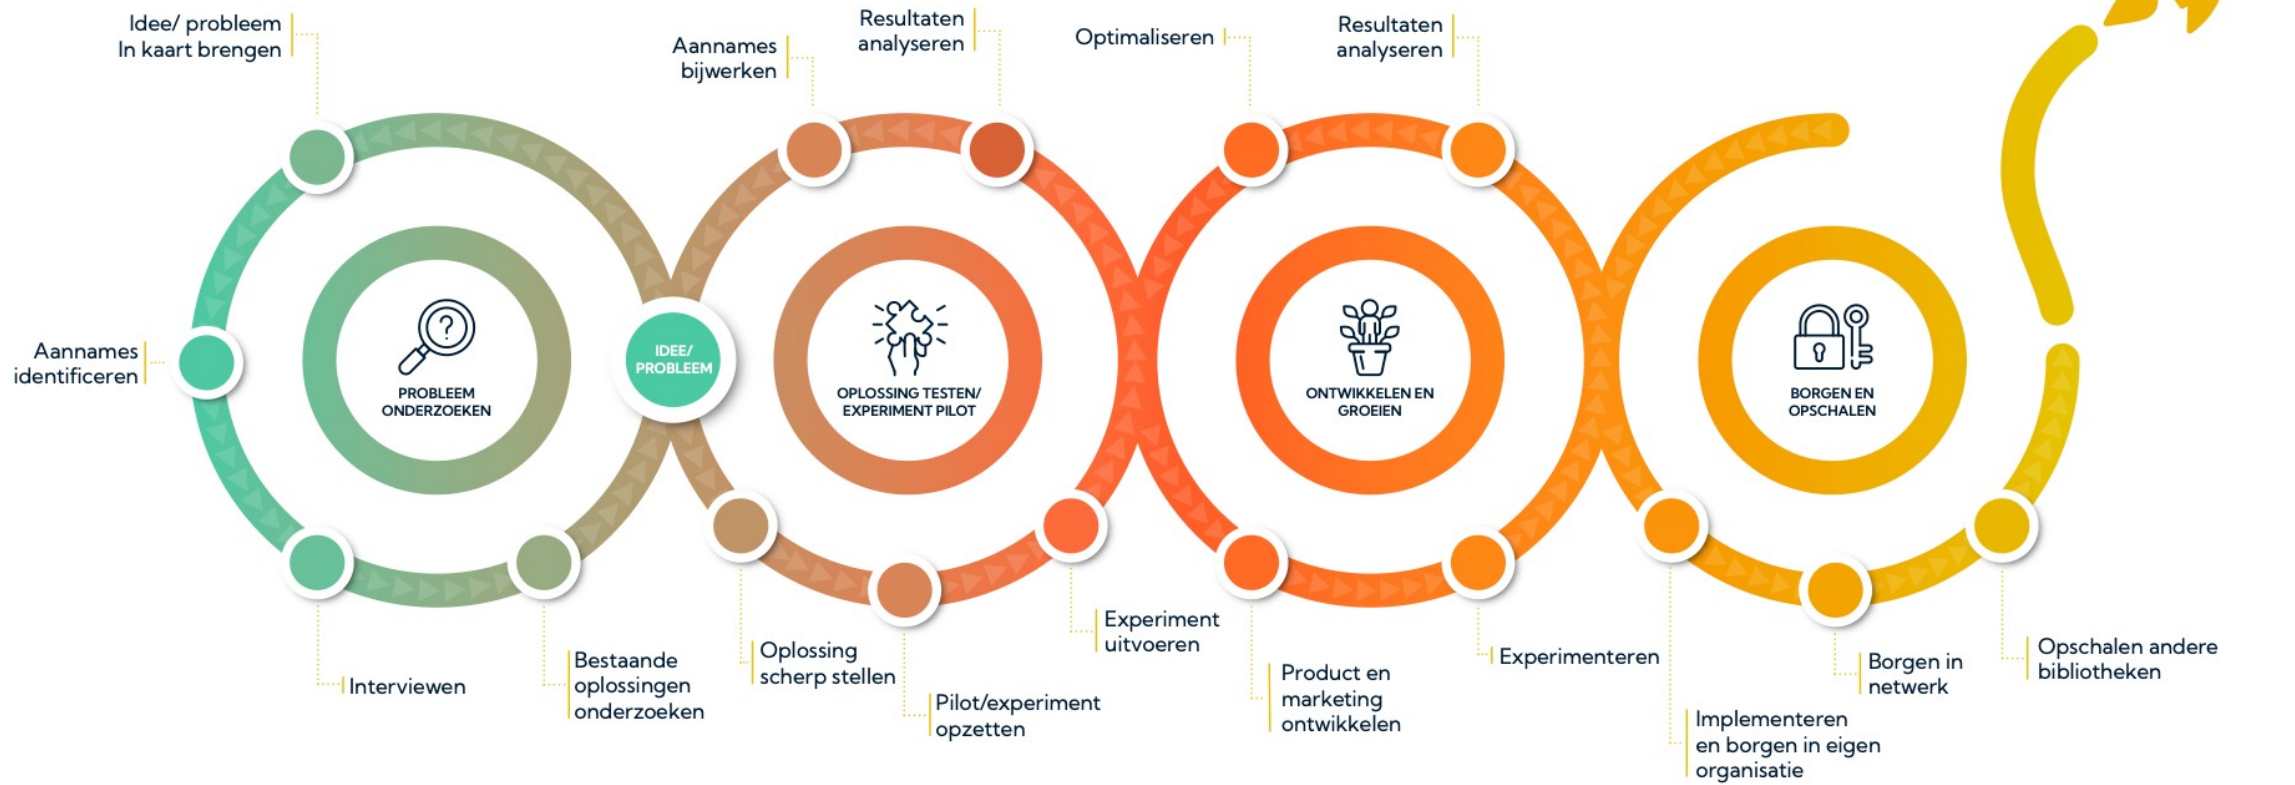 Idee/ probleem
In kaart brengen
Aannames
identificeren
Interviewen
Bestaande
oplossingen
onderzoeken
PROBLEEM
ONDERZOEKEN
IDEE/
PROBLEEM
Aannames
bijwerken
Resultaten
analyseren
OPLOSSING TESTEN/
EXPERIMENT PILOT
Oplossing
scherp stellen
Pilot/experiment
opzetten
Experiment
uitvoeren
Optimaliseren
Resultaten
analyseren
ONTWIKKELEN EN
GROEIEN
Product en
marketing
ontwikkelen
Experimenteren
BORGEN EN
OPSCHALEN
Implementeren
en borgen in eigen
organisatie
Borgen in
netwerk
Opschalen andere
bibliotheken